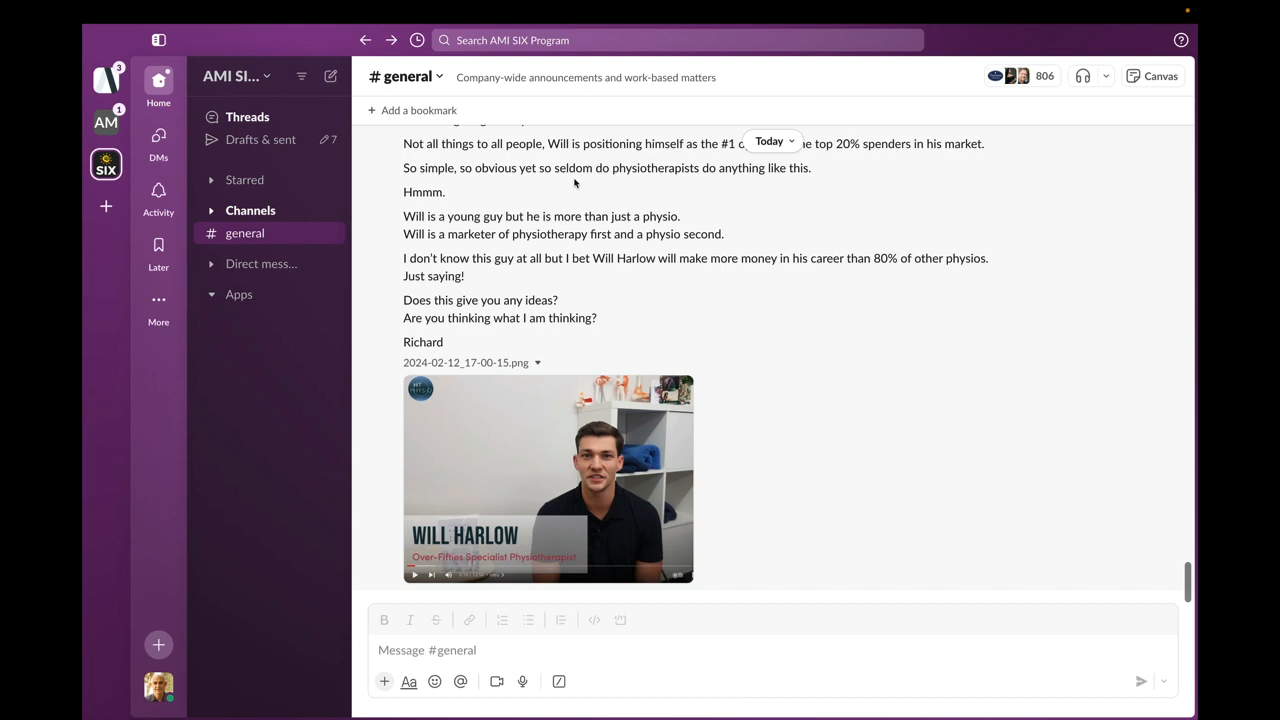 Search AMI SIX Program
3
AMI SI...
# general
Company-wide announcements and work-based matters
806
Canvas
Home
Add a bookmark
1
AM
Threads
Drafts & sent
7
Today
Not all things to all people, Will is positioning himself as the #1 
e top 20% spenders in his market.
So simple, so obvious yet so seldom do physiotherapists do anything like this.
Hmmm.
DMs
SIX
Starred
Channels
# general
Activity
Will is a young guy but he is more than just a physio.
Will is a marketer of physiotherapy first and a physio second.
Direct mess...
Later
I don't know this guy at all but I bet Will Harlow will make more money in his career than 80% of other physios.
Just saying!
Apps
Does this give you any ideas?
Are you thinking what I am thinking?
More
Richard
2024-02-12_17-00-15.png
HT
PHYSIO
WILL HARLOW
Over-Fifties Specialist Physiotherapist
B I S
Message #general
Aa